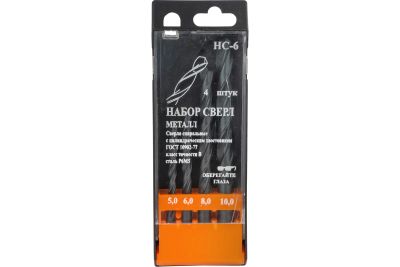 НС-6
4 штук
НАБОР СВЕРЛ
МЕТАЛЛ
Сверла спиральные
с цилиндрическим хвостовиком
ГОСТ 10902-77
класс точности В
сталь Р6М5
ОБЕРЕГАЙТЕ
ГЛАЗА
5,0 6,0 8,0 10,0